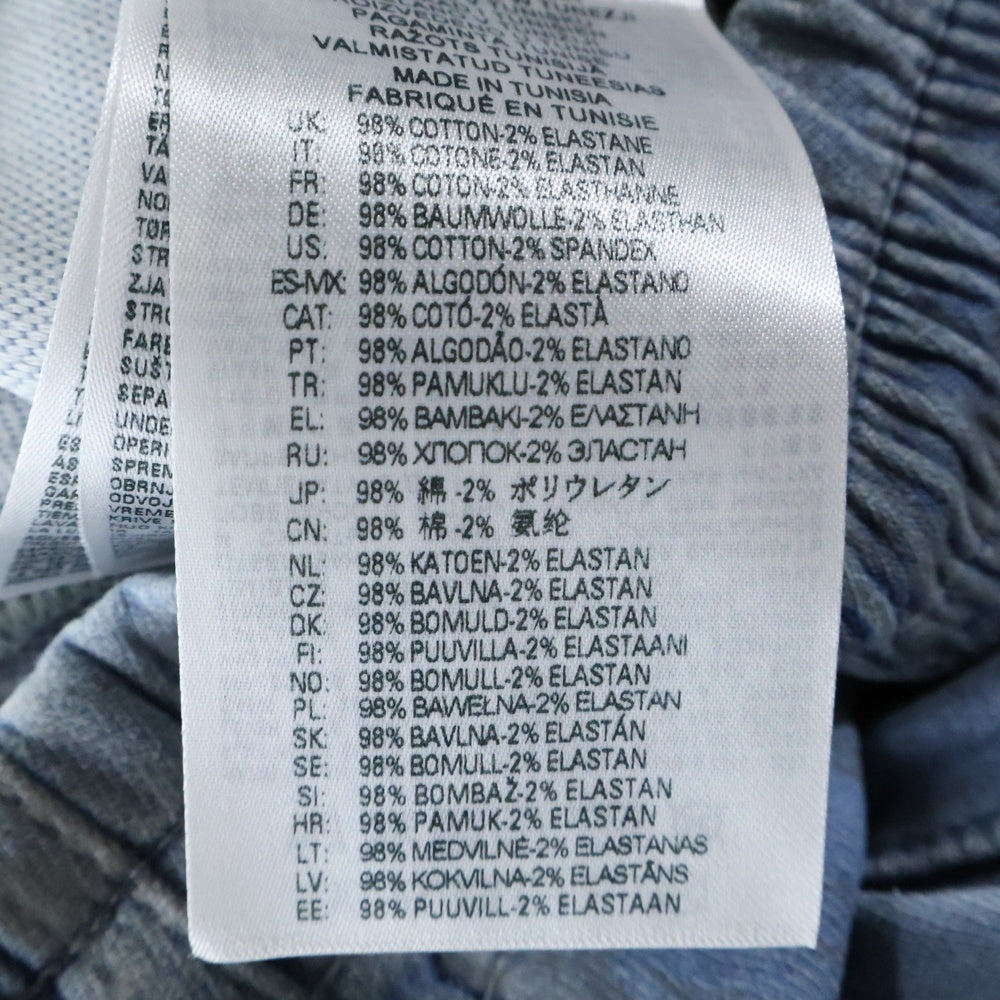 PAGAMINTA
RAŽOTS TUNISIJĀ
VALMISTATUD TUNEESIAS
MADE IN TUNISIA
FABRIQUÉ EN TUNISIE
UK: 98% COTTON-2% ELASTANE
IT: 98% COTONE-2% ELASTAN
FR: 98% COTON-2% ELASTHANNE
DE: 98% BAUMWOLLE-2% ELASTHAN
US: 98% COTTON-2% SPANDEX
ES-MX: 98% ALGODÓN-2% ELASTANO
CAT: 98% COTÓ-2% ELASTÀ
PT: 98% ALGODÃO-2% ELASTANO
TR: 98% PAMUKLU-2% ELASTAN
EL: 98% ΒΑΜΒΑΚΙ-2% ΕΛΑΣΤΑΝΗ
RU: 98% ХЛОПОК-2% ЭЛАСТАН
JP: 98% 綿 -2% ポリウレタン
CN: 98% 棉 -2% 氨纶
NL: 98% KATOEN-2% ELASTAN
CZ: 98% BAVLNA-2% ELASTAN
DK: 98% BOMULD-2% ELASTAN
FI: 98% PUUVILLA-2% ELASTAANI
NO: 98% BOMULL-2% ELASTAN
PL: 98% BAWEŁNA-2% ELASTAN
SK: 98% BAVLNA-2% ELASTÁN
SE: 98% BOMULL-2% ELASTAN
SI: 98% BOMBAŽ-2% ELASTAN
HR: 98% PAMUK-2% ELASTAN
LT: 98% MEDVILNĖ-2% ELASTANAS
LV: 98% KOKVILNA-2% ELASTĀNS
EE: 98% PUUVILL-2% ELASTAAN